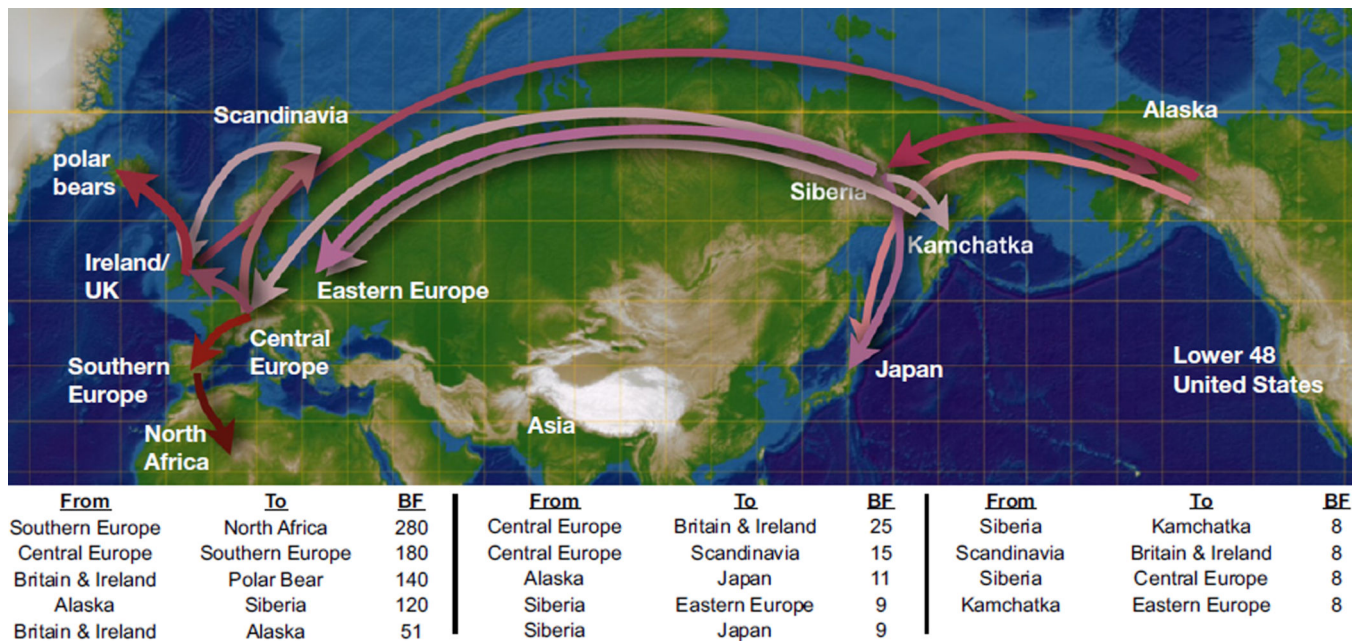 Scandinavia
Alaska
polar
bears
Siberia
Kamchatka
Ireland/
UK
Eastern Europe
Central
Europe
Southern
Europe
Japan
Lower 48
United States
North
Africa
Asia
From To BF From To BF From To BF
Southern Europe North Africa 280 Central Europe Britain & Ireland 25 Siberia Kamchatka 8
Central Europe Southern Europe 180 Central Europe Scandinavia 15 Scandinavia Britain & Ireland 8
Britain & Ireland Polar Bear 140 Alaska Japan 11 Siberia Central Europe 8
Alaska Siberia 120 Siberia Eastern Europe 9 Kamchatka Eastern Europe 8
Britain & Ireland Alaska 51 Siberia Japan 9